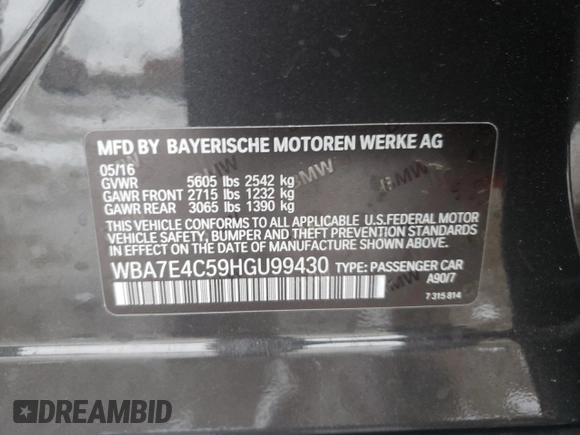 MFD BY BAYERISCHE MOTOREN WERKE AG
05/16
GVWR 5605 lbs 2542 kg
GAWR FRONT 2715 lbs 1232 kg
GAWR REAR 3065 lbs 1390 kg
THIS VEHICLE CONFORMS TO ALL APPLICABLE U.S.FEDERAL MOTOR
VEHICLE SAFETY, BUMPER AND THEFT PREVENTION STANDARDS
IN EFFECT ON THE DATE OF MANUFACTURE SHOWN ABOVE.
WBA7E4C59HGU99430 TYPE: PASSENGER CAR
A90/7
7 315 814
DREAMBID